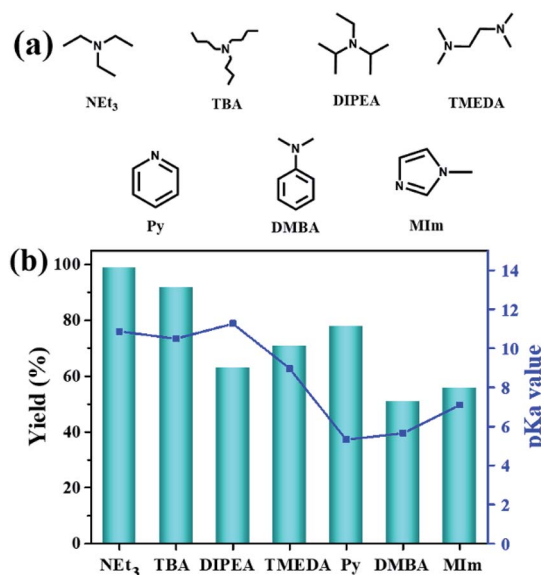 (a)
N
N
N
N
N
NEt₃
TBA
DIPEA
TMEDA
N
N
N
N
Py
DMBA
MIm
(b)
100
80
60
40
20
0
Yield (%)
14
12
10
8
6
4
2
0
pKa value
NEt₃ TBA DIPEA TMEDA Py DMBA MIm